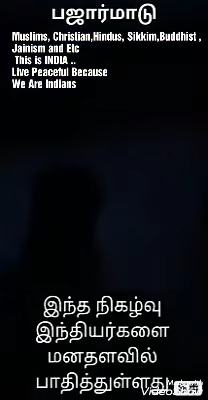 பஜார்மாடு
Muslims, Christian,Hindus, Sikkim,Buddhist ,
Jainism and Etc
This is INDIA ..
Live Peaceful Because
We Are Indians
இந்த நிகழ்வு
இந்தியர்களை
மனதளவில்
பாதித்துள்ளது